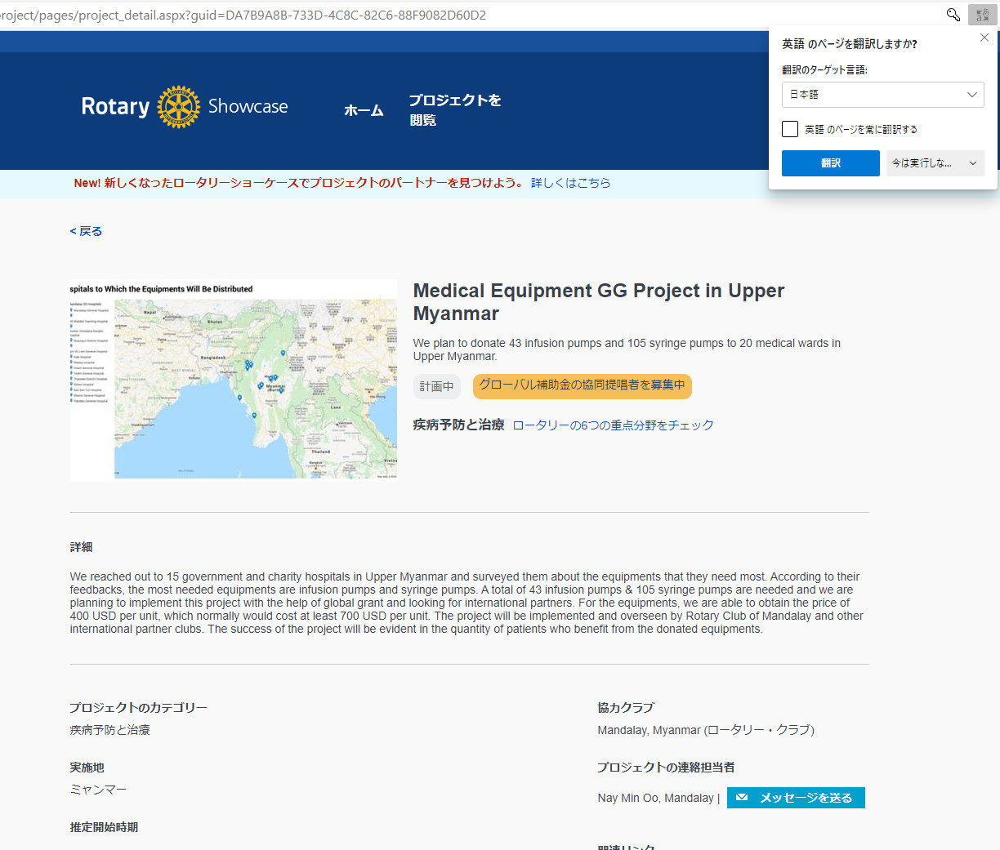 roject/pages/project_detail.aspx?guid=DA7B9A8B-733D-4C8C-82C6-88F9082D60D2
英語 のページを翻訳しますか?
翻訳のターゲット言語:
日本語
英語 のページを常に翻訳する
翻訳
今は実行しな...
Rotary
Showcase
ホーム
プロジェクトを
閲覧
New! 新しくなったロータリーショーケースでプロジェクトのパートナーを見つけよう。 詳しくはこちら
< 戻る
spitals to Which the Equipments Will Be Distributed
Nepal
Bhutan
Bangladesh
Myanmar
(Burma)
Laos
Thailand
Medical Equipment GG Project in Upper
Myanmar
We plan to donate 43 infusion pumps and 105 syringe pumps to 20 medical wards in
Upper Myanmar.
計画中
グローバル補助金の協同提唱者を募集中
疾病予防と治療 ロータリーの6つの重点分野をチェック
詳細
We reached out to 15 government and charity hospitals in Upper Myanmar and surveyed them about the equipments that they need most. According to their
feedbacks, the most needed equipments are infusion pumps and syringe pumps. A total of 43 infusion pumps & 105 syringe pumps are needed and we are
planning to implement this project with the help of global grant and looking for international partners. For the equipments, we are able to obtain the price of
400 USD per unit, which normally would cost at least 700 USD per unit. The project will be implemented and overseen by Rotary Club of Mandalay and other
international partner clubs. The success of the project will be evident in the quantity of patients who benefit from the donated equipments.
プロジェクトのカテゴリー
疾病予防と治療
実施地
ミャンマー
推定開始時期
協力クラブ
Mandalay, Myanmar (ロータリー・クラブ)
プロジェクトの連絡担当者
Nay Min Oo, Mandalay |
メッセージを送る
関連リンク